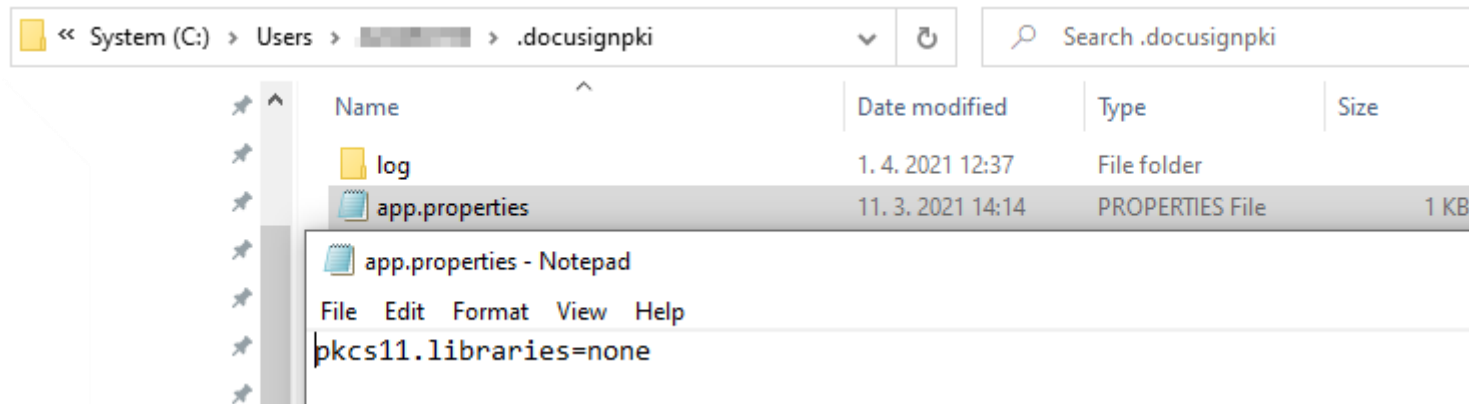 « System (C:) > Users > > .docusignpki Search .docusignpki
Name Date modified Type Size
log 1. 4. 2021 12:37 File folder
app.properties 11. 3. 2021 14:14 PROPERTIES File 1 KB
app.properties - Notepad
File Edit Format View Help
pkcs11.libraries=none